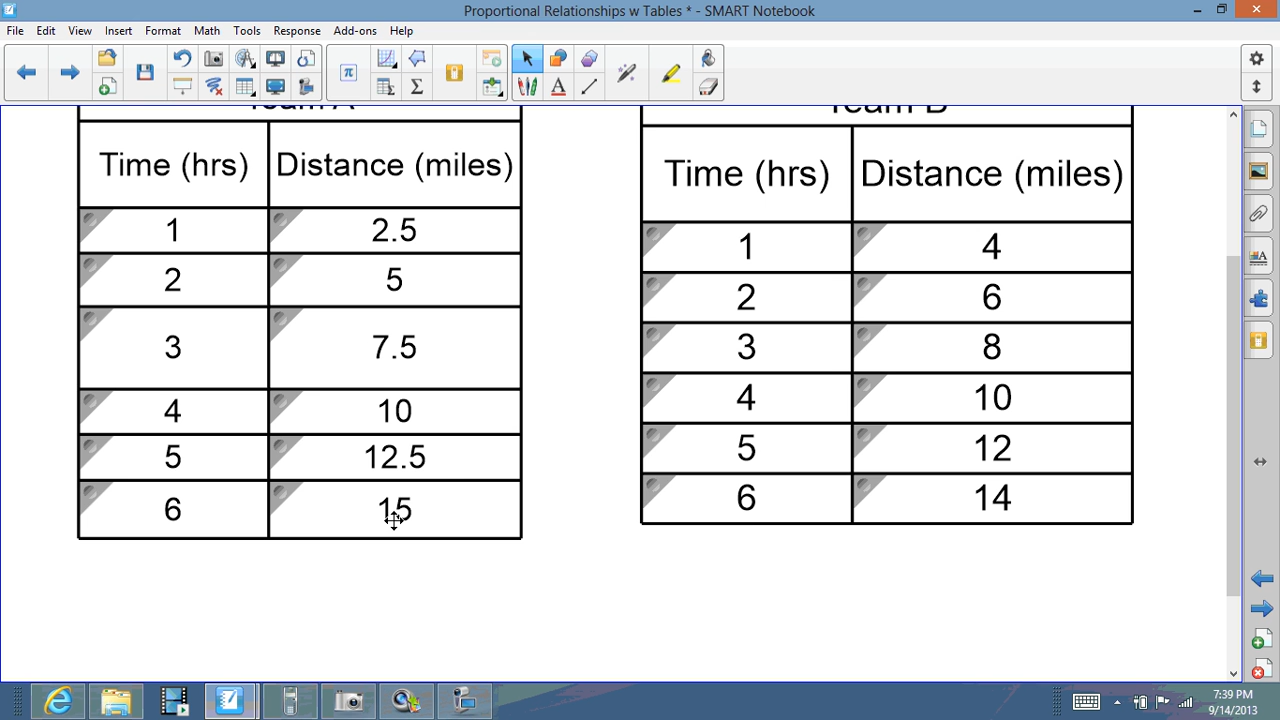 Proportional Relationships w Tables * - SMART Notebook
File Edit View Insert Format Math Tools Response Add-ons Help
Team A
Time (hrs) Distance (miles)
1 2.5
2 5
3 7.5
4 10
5 12.5
6 15
Team B
Time (hrs) Distance (miles)
1 4
2 6
3 8
4 10
5 12
6 14
7:39 PM
9/14/2013